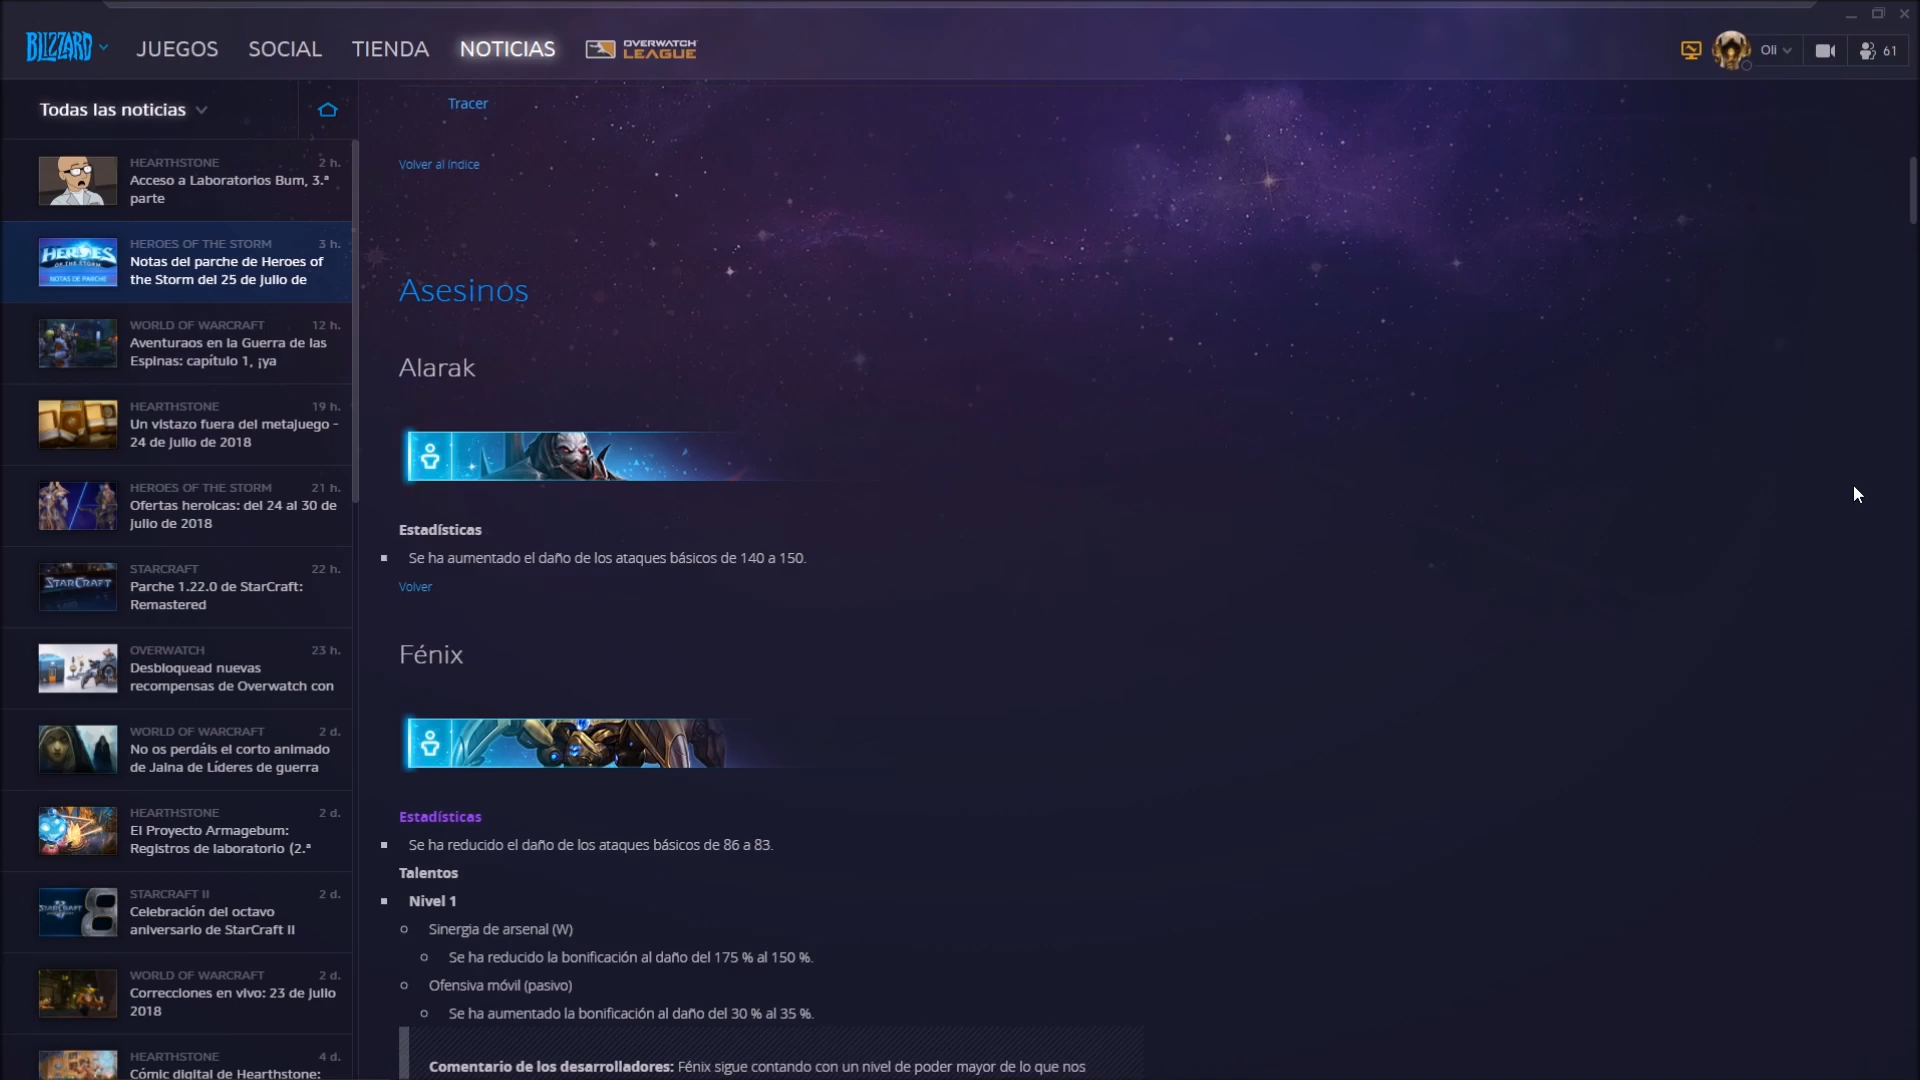 BLIZZARD
JUEGOS
SOCIAL
TIENDA
NOTICIAS
OVERWATCH
LEAGUE
Oli
61
Todas las noticias
HEARTHSTONE 2 h.
Acceso a Laboratorios Bum, 3.ª
parte
HEROES
OF THE STORM
NOTAS DE PARCHE
HEROES OF THE STORM 3 h.
Notas del parche de Heroes of
the Storm del 25 de julio de
WORLD OF WARCRAFT 12 h.
Aventuraos en la Guerra de las
Espinas: capítulo 1, ¡ya
HEARTHSTONE 19 h.
Un vistazo fuera del metajuego -
24 de julio de 2018
HEROES OF THE STORM 21 h.
Ofertas heroicas: del 24 al 30 de
julio de 2018
STARCRAFT
STARCRAFT 22 h.
Parche 1.22.0 de StarCraft:
Remastered
OVERWATCH 23 h.
Desbloquead nuevas
recompensas de Overwatch con
WORLD OF WARCRAFT 2 d.
No os perdáis el corto animado
de Jaina de Líderes de guerra
HEARTHSTONE 2 d.
El Proyecto Armagebum:
Registros de laboratorio (2.ª
STARCRAFT
8
STARCRAFT II 2 d.
Celebración del octavo
aniversario de StarCraft II
WORLD OF WARCRAFT 2 d.
Correcciones en vivo: 23 de julio
2018
HEARTHSTONE 4 d.
Cómic digital de Hearthstone:
Tracer
Volver al índice
Asesinos
Alarak
Estadísticas
Se ha aumentado el daño de los ataques básicos de 140 a 150.
Volver
Fénix
Estadísticas
Se ha reducido el daño de los ataques básicos de 86 a 83.
Talentos
Nivel 1
Sinergia de arsenal (W)
Se ha reducido la bonificación al daño del 175 % al 150 %.
Ofensiva móvil (pasivo)
Se ha aumentado la bonificación al daño del 30 % al 35 %.
Comentario de los desarrolladores: Fénix sigue contando con un nivel de poder mayor de lo que nos